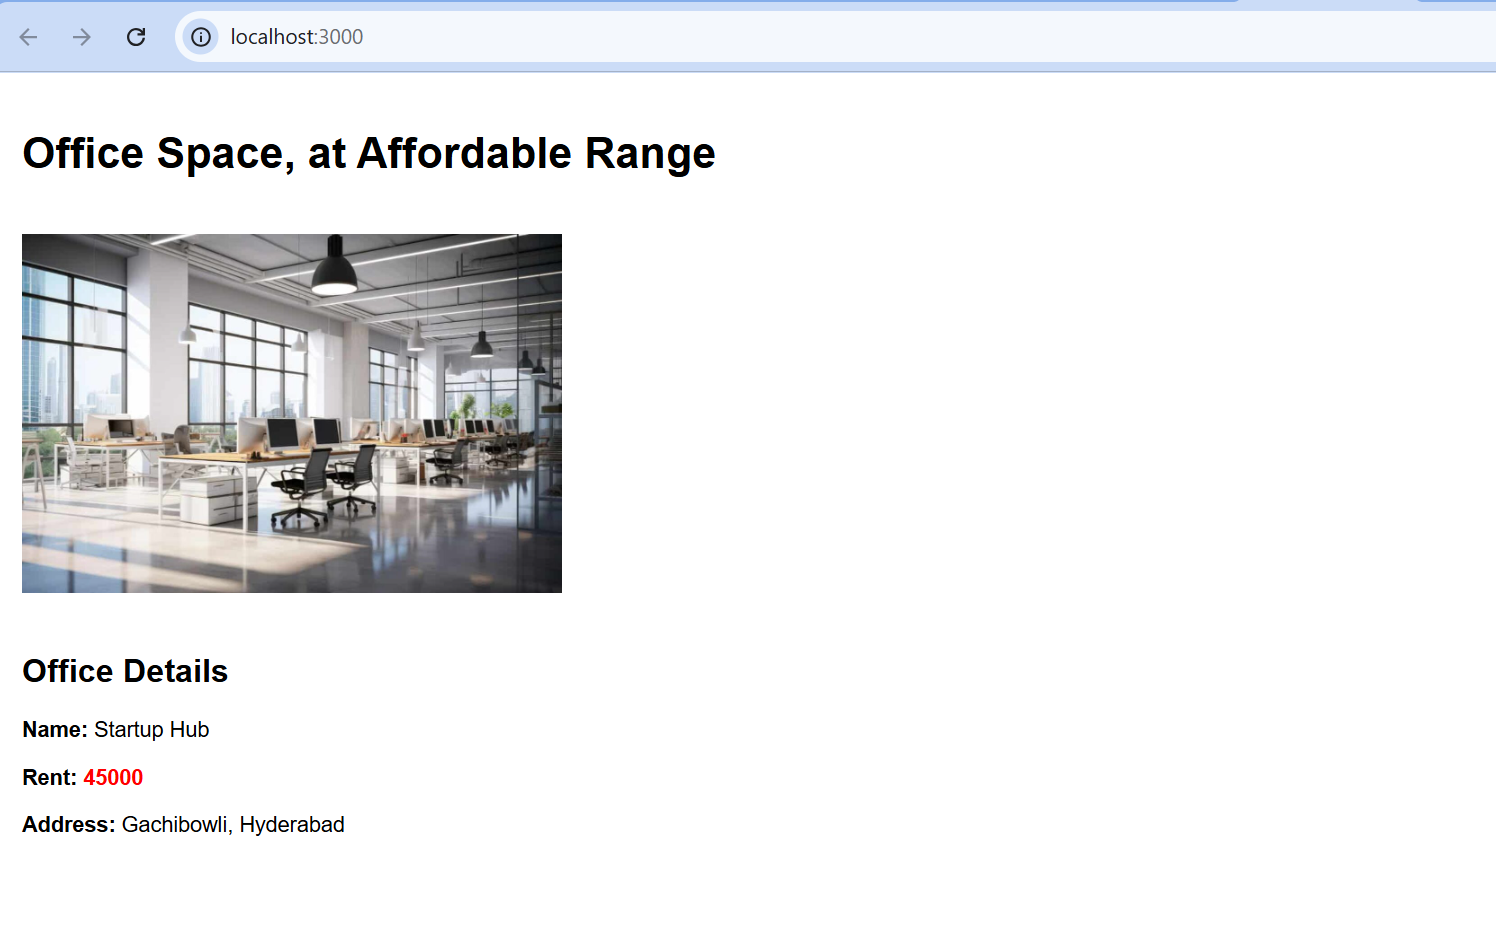 localhost:3000
Office Space, at Affordable Range
Office Details
Name: Startup Hub
Rent: 45000
Address: Gachibowli, Hyderabad